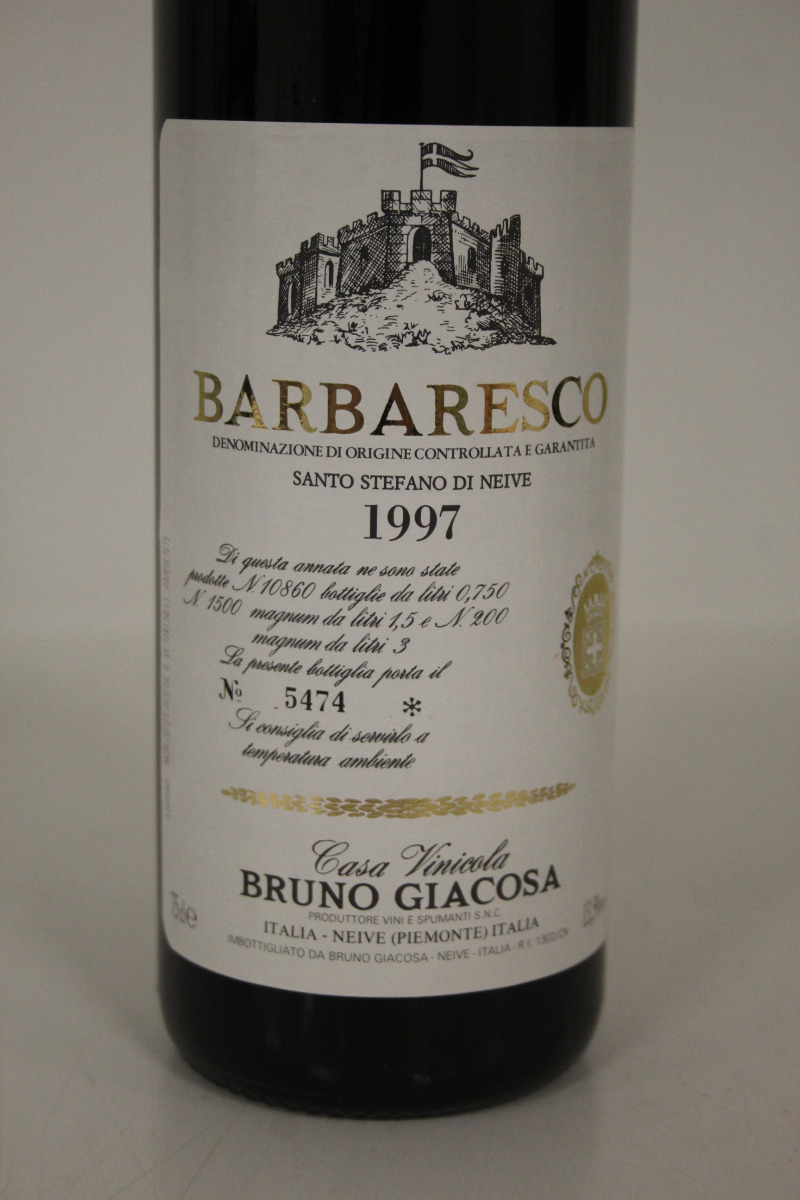 BARBARESCO
DENOMINAZIONE DI ORIGINE CONTROLLATA E GARANTITA
SANTO STEFANO DI NEIVE
1997
Di questa annata ne sono state
prodotte N. 10860 bottiglie da litri 0,750
N. 1500 magnum da litri 1,5 e N. 200
magnum da litri 3
La presente bottiglia porta il
No 5474 *
Si consiglia di servirlo a
temperatura ambiente
Casa Vinicola
BRUNO GIACOSA
PRODUTTORE VINI E SPUMANTI S.N.C.
ITALIA - NEIVE (PIEMONTE) ITALIA
IMBOTTIGLIATO DA BRUNO GIACOSA - NEIVE - ITALIA - R.I. 1302/CN
75cl e